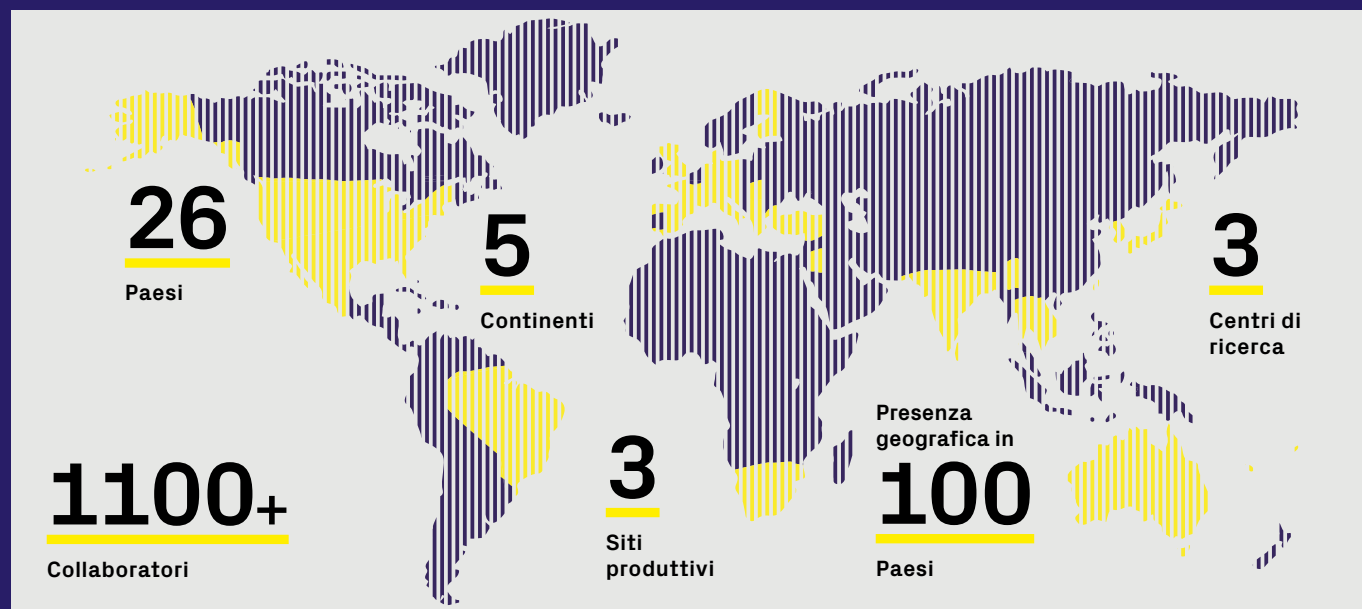 26
Paesi
5
Continenti
3
Centri di
ricerca
1100+
Collaboratori
3
Siti
produttivi
Presenza
geografica in
100
Paesi